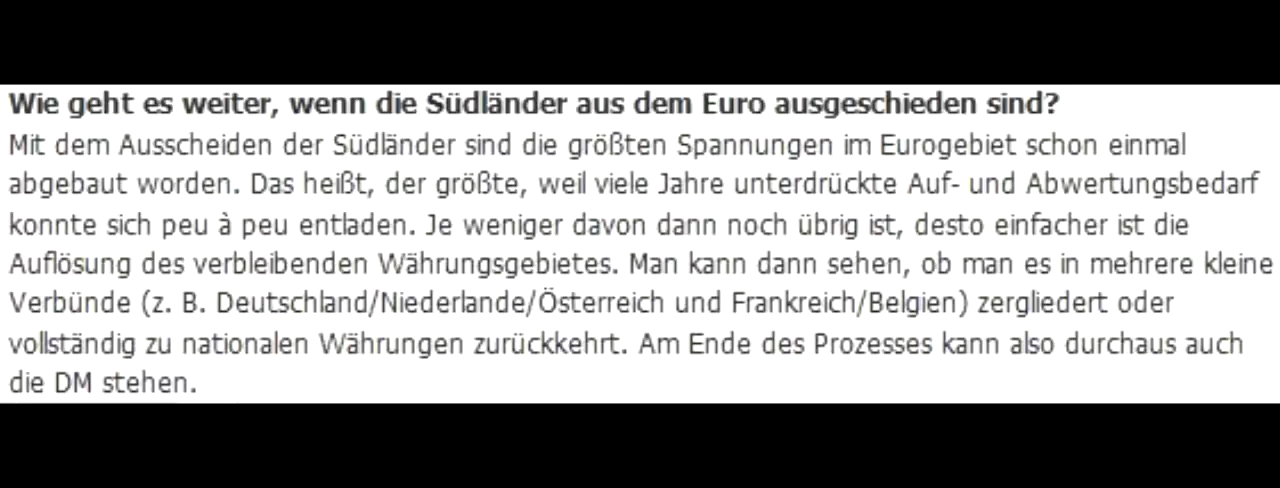 Wie geht es weiter, wenn die Südländer aus dem Euro ausgeschieden sind?
Mit dem Ausscheiden der Südländer sind die größten Spannungen im Eurogebiet schon einmal
abgebaut worden. Das heißt, der größte, weil viele Jahre unterdrückte Auf- und Abwertungsbedarf
konnte sich peu à peu entladen. Je weniger davon dann noch übrig ist, desto einfacher ist die
Auflösung des verbleibenden Währungsgebietes. Man kann dann sehen, ob man es in mehrere kleine
Verbünde (z. B. Deutschland/Niederlande/Österreich und Frankreich/Belgien) zergliedert oder
vollständig zu nationalen Währungen zurückkehrt. Am Ende des Prozesses kann also durchaus auch
die DM stehen.